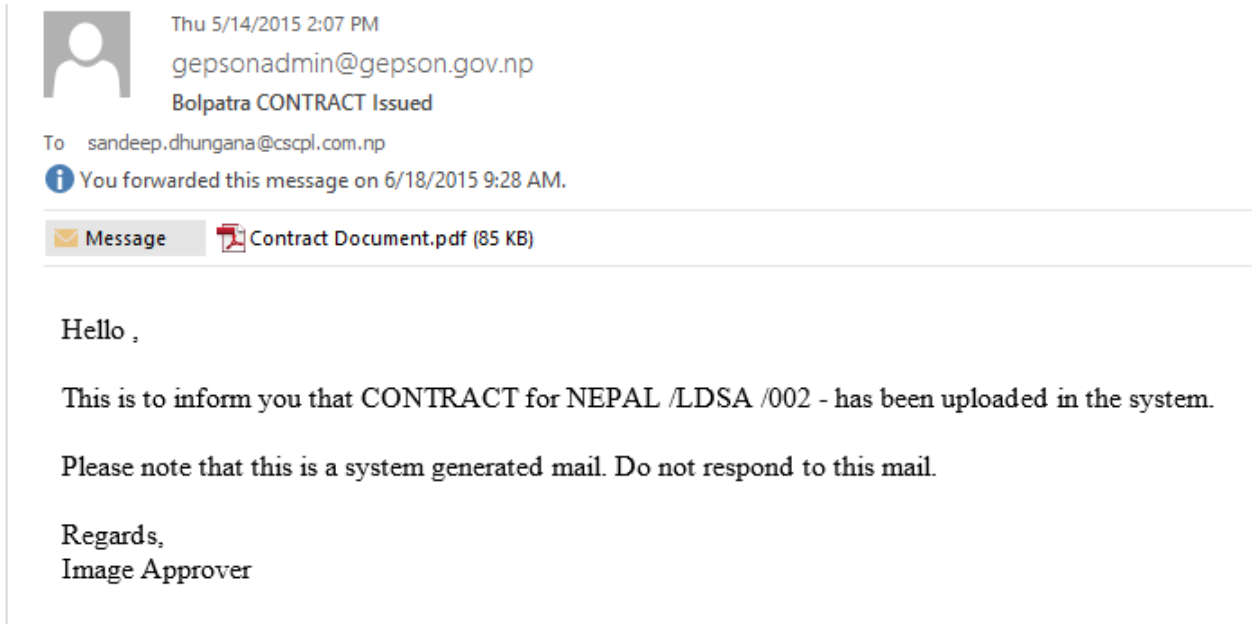 Thu 5/14/2015 2:07 PM
gepsonadmin@gepson.gov.np
Bolpatra CONTRACT Issued
To sandeep.dhungana@cscpl.com.np
You forwarded this message on 6/18/2015 9:28 AM.
Message Contract Document.pdf (85 KB)
Hello ,
This is to inform you that CONTRACT for NEPAL /LDSA /002 - has been uploaded in the system.
Please note that this is a system generated mail. Do not respond to this mail.
Regards,
Image Approver